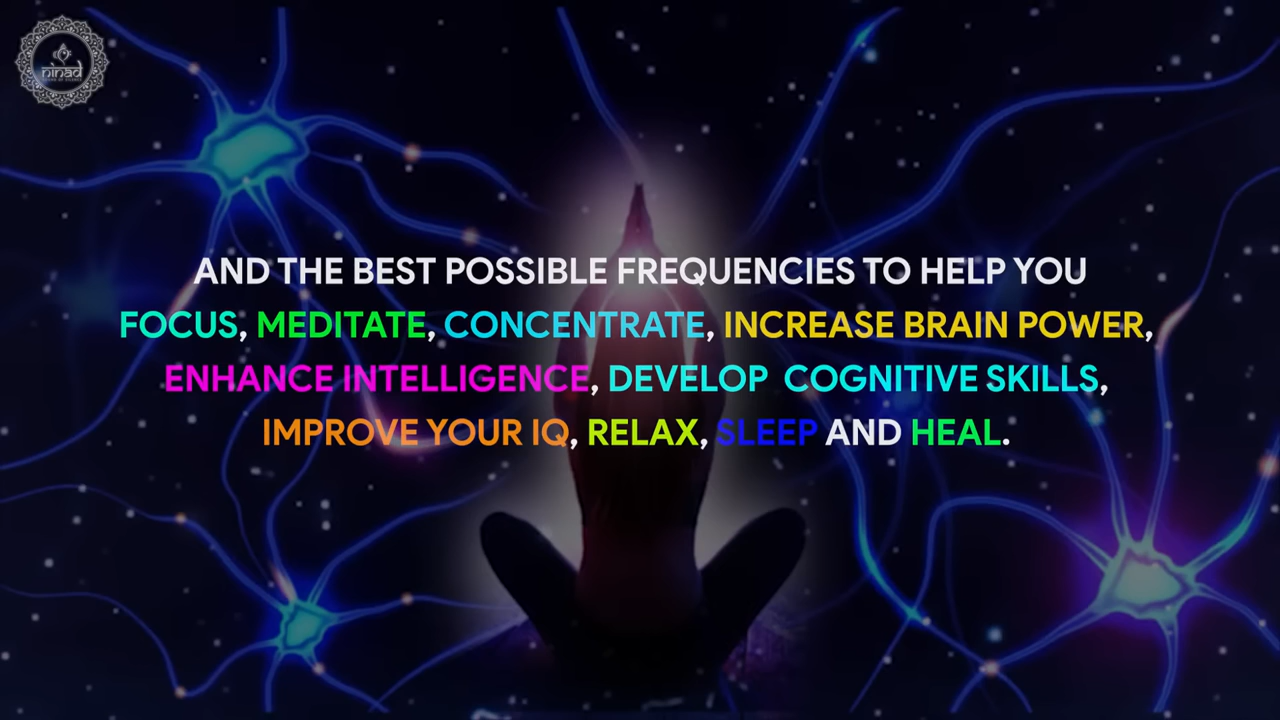 ninad
AND THE BEST POSSIBLE FREQUENCIES TO HELP YOU
FOCUS, MEDITATE, CONCENTRATE, INCREASE BRAIN POWER,
ENHANCE INTELLIGENCE, DEVELOP COGNITIVE SKILLS,
IMPROVE YOUR IQ, RELAX, SLEEP AND HEAL.